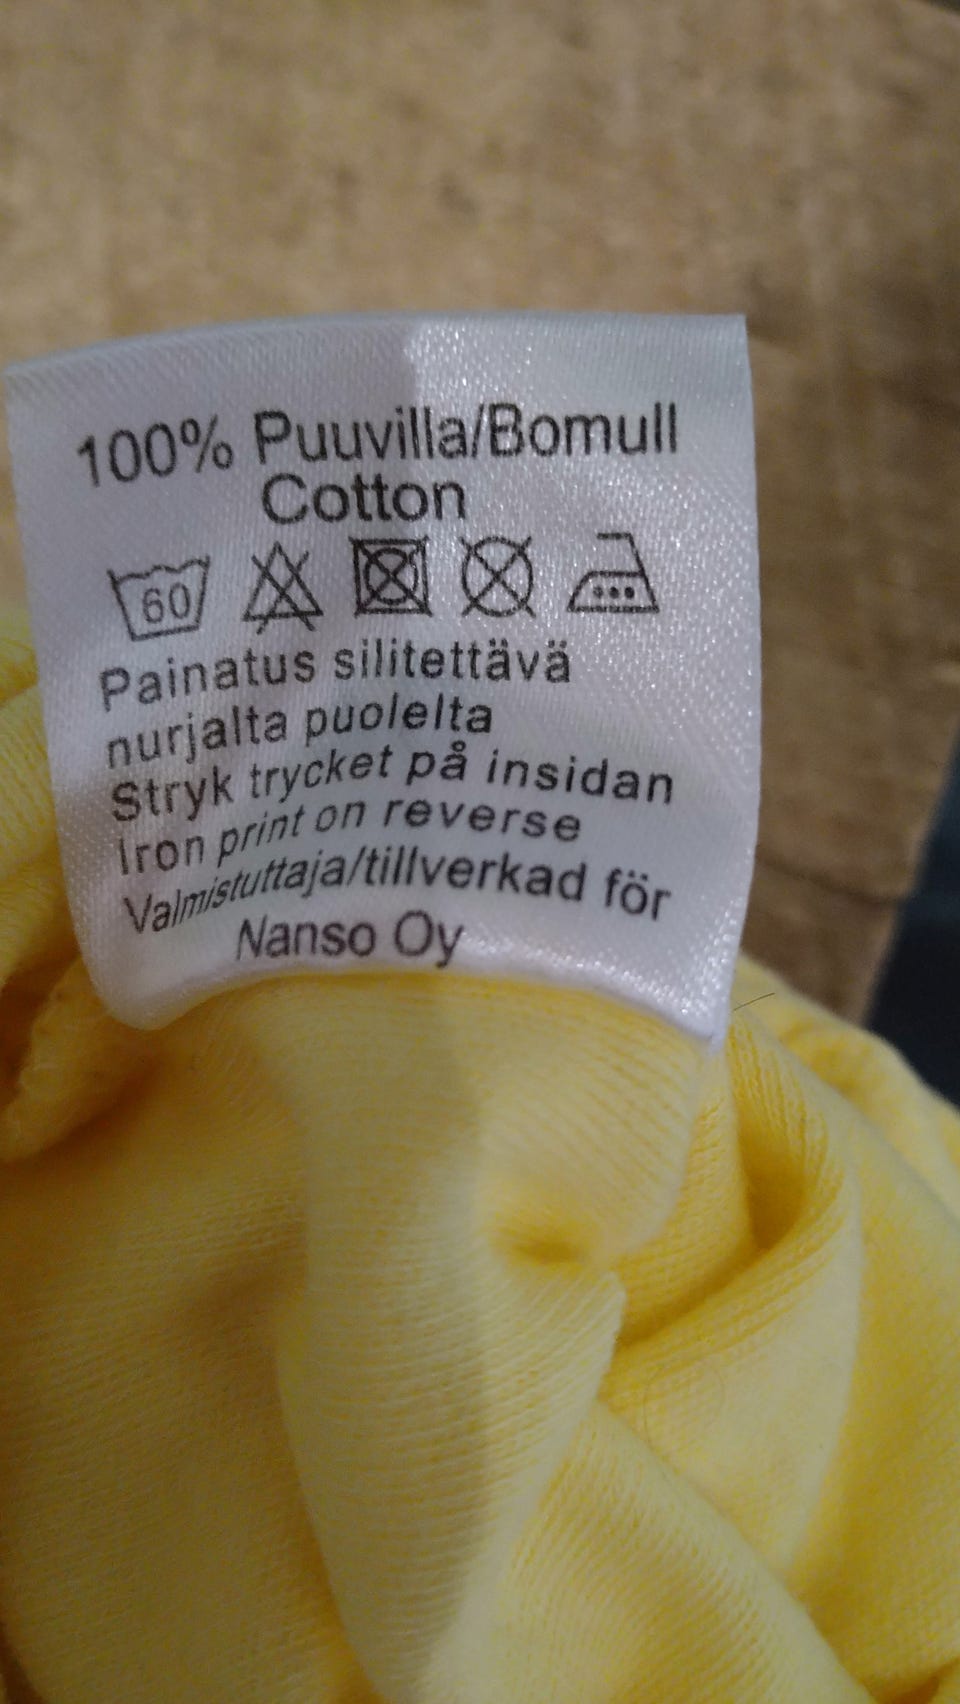 100% Puuvilla/Bomull
Cotton
60
Painatus silitettävä
nurjalta puolelta
Stryk trycket på insidan
Iron print on reverse
Valmistuttaja/tillverkad för
Nanso Oy